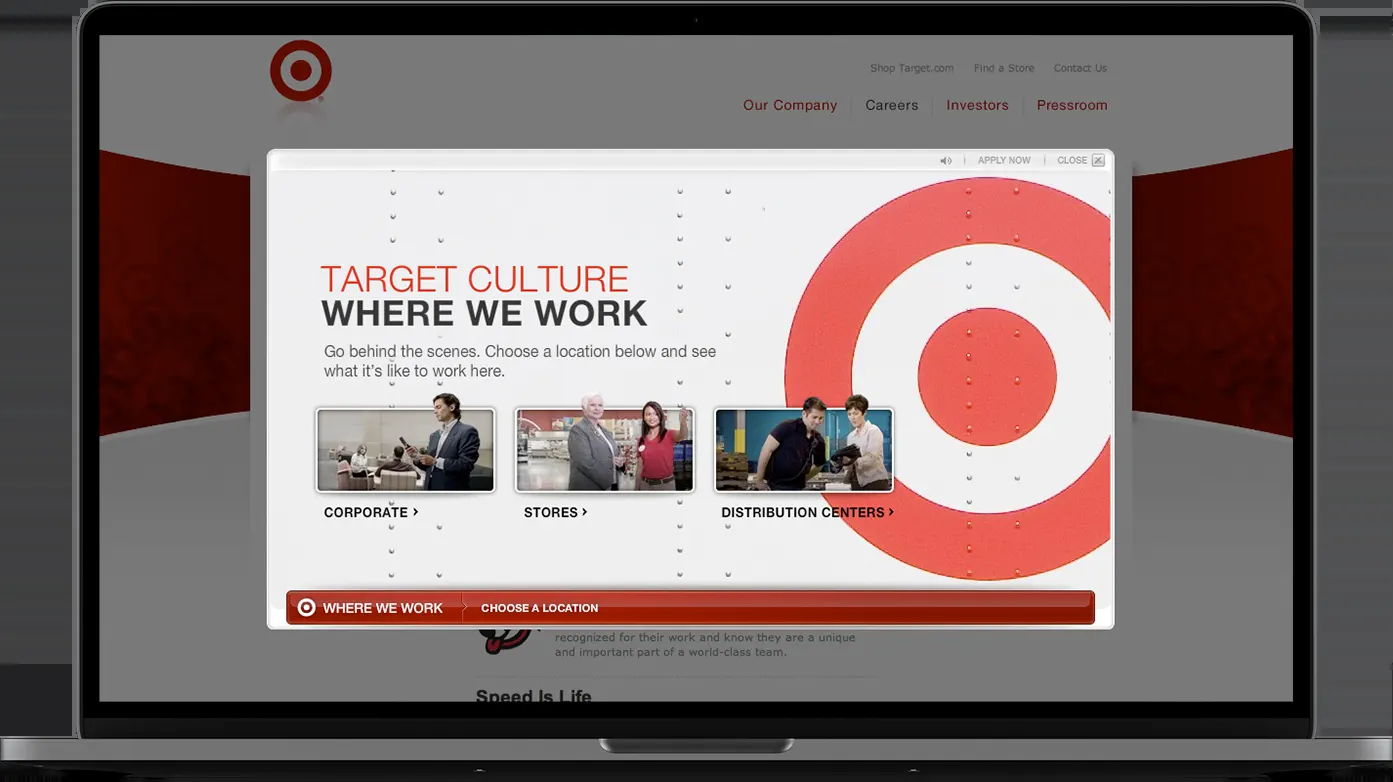 Shop Target.com Find a Store Contact Us
Our Company Careers Investors Pressroom
APPLY NOW CLOSE
TARGET CULTURE
WHERE WE WORK
Go behind the scenes. Choose a location below and see
what it's like to work here.
CORPORATE ›
STORES ›
DISTRIBUTION CENTERS ›
WHERE WE WORK CHOOSE A LOCATION
recognized for their work and know they are a unique
and important part of a world-class team.
Speed Is Life